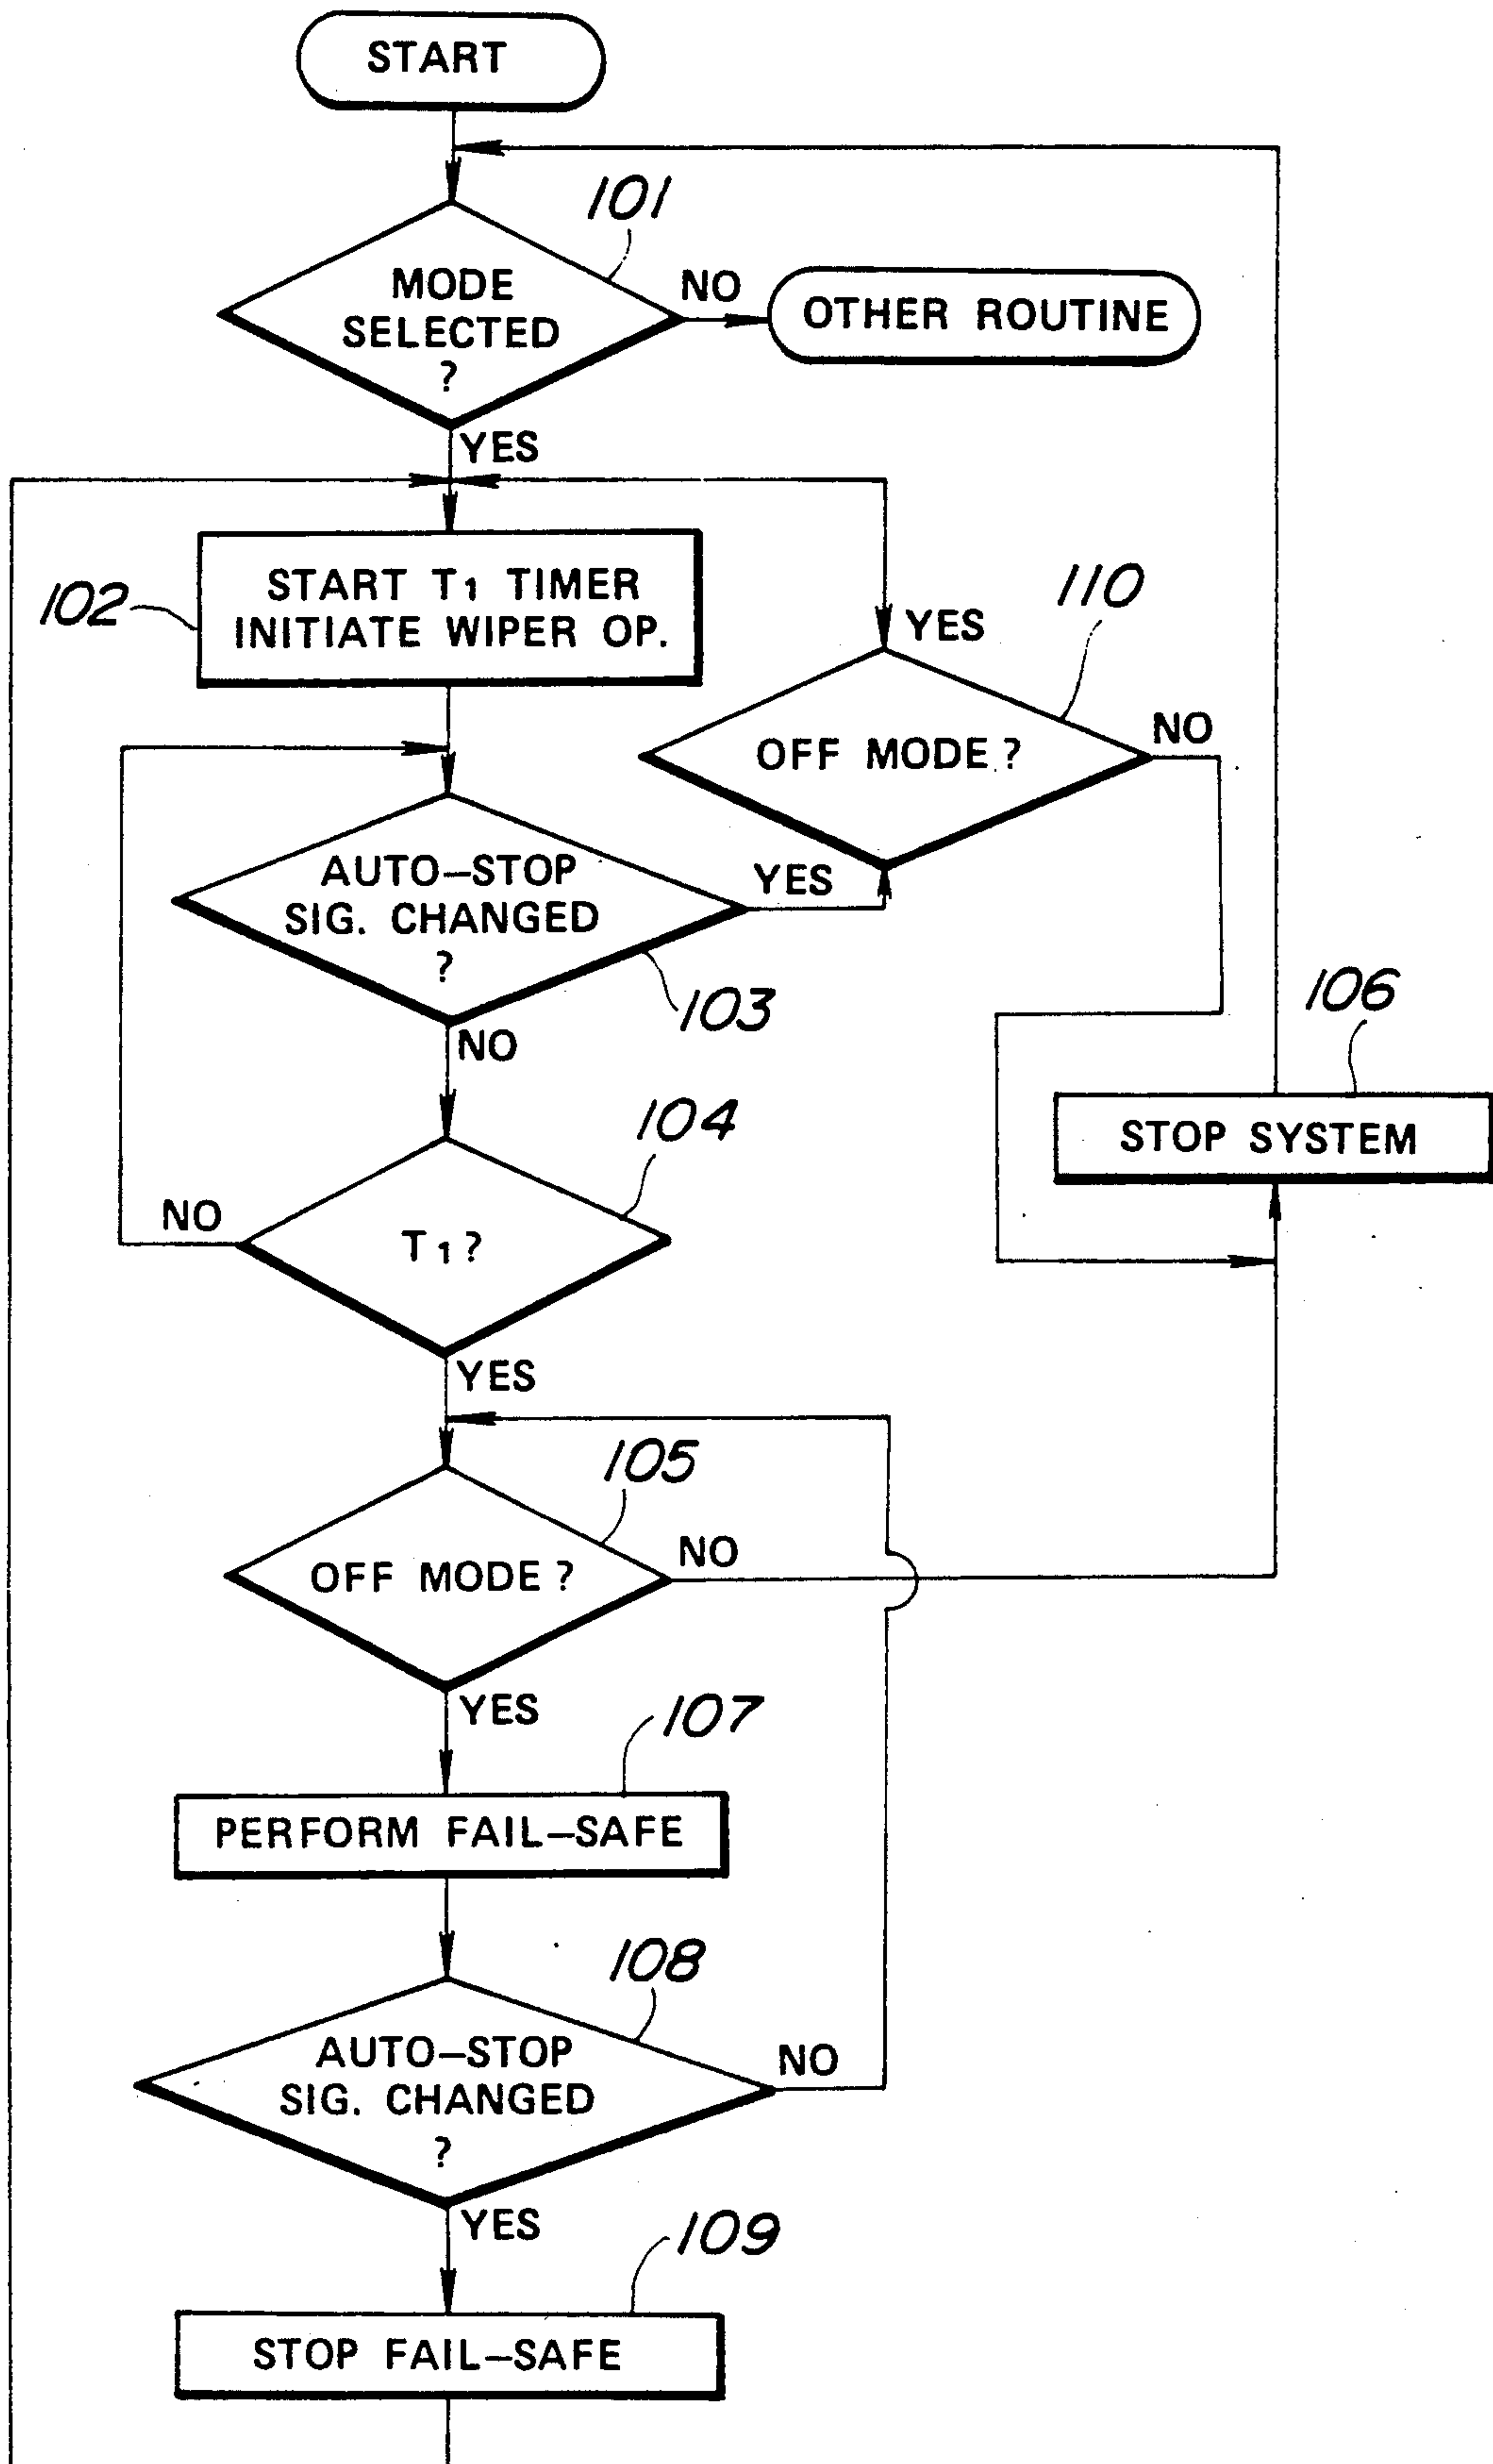 START
101
MODE
SELECTED
?
NO
OTHER ROUTINE
YES
START T1 TIMER
INITIATE WIPER OP.
102
110
YES
OFF MODE ?
NO
AUTO–STOP
SIG. CHANGED
?
YES
103
NO
106
STOP SYSTEM
104
T1 ?
NO
YES
105
OFF MODE ?
NO
YES
107
PERFORM FAIL–SAFE
108
AUTO–STOP
SIG. CHANGED
?
NO
YES
109
STOP FAIL–SAFE